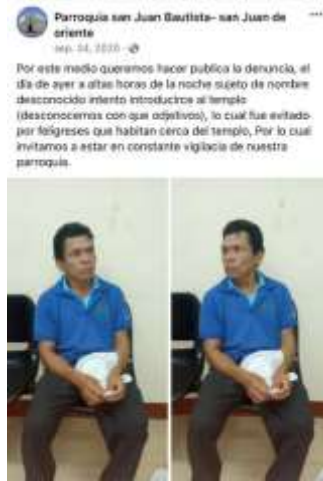 Parroquia san Juan Bautista- san Juan de
oriente
sep. 24, 2020 ·
Por este medio queremos hacer publica la denuncia, el
día de ayer a altas horas de la noche sujeto de nombre
desconocido intento introducirse al templo
(desconocemos con que odjetivos), lo cual fue evitado
por feligreses que habitan cerca del templo, Por lo cual
invitamos a estar en constante vigilacia de nuestra
parroquia.